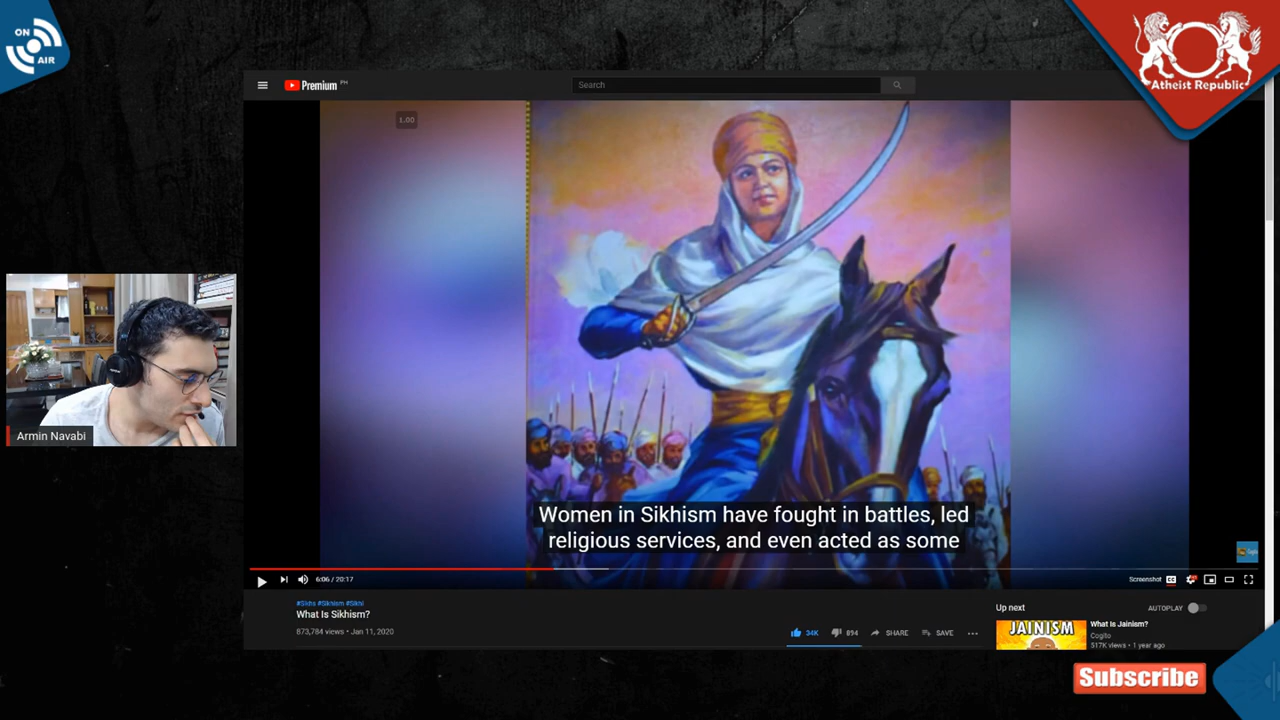 ON
AIR
Atheist Republic
Premium PH
Search
1.00
Armin Navabi
Women in Sikhism have fought in battles, led
religious services, and even acted as some
6:06 / 20:17
Screenshot
#Sikhs #Sikhism #Sikhi
What Is Sikhism?
873,784 views • Jan 11, 2020
34K
894
SHARE
SAVE
Up next
AUTOPLAY
JAINISM
What Is Jainism?
Cogito
517K views • 1 year ago
Subscribe